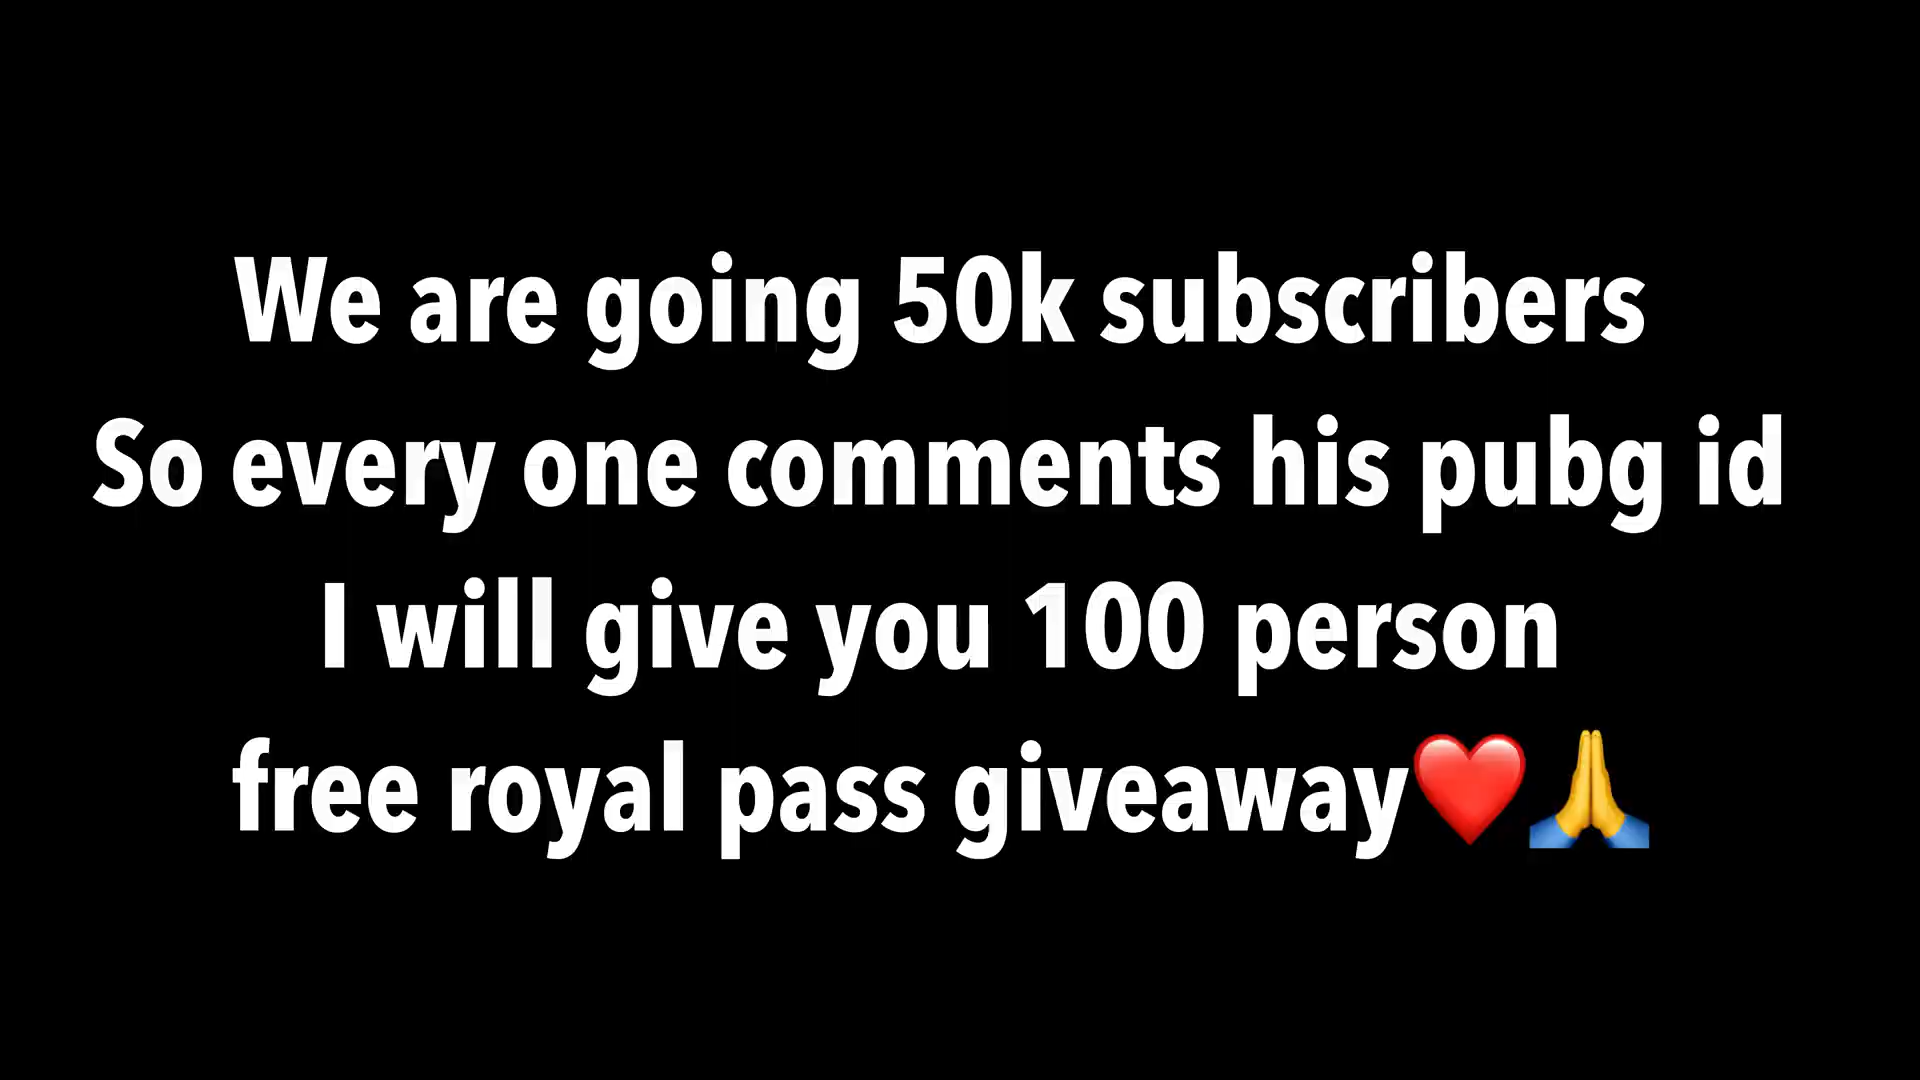 We are going 50k subscribers
So every one comments his pubg id
I will give you 100 person
free royal pass giveaway❤️🙏